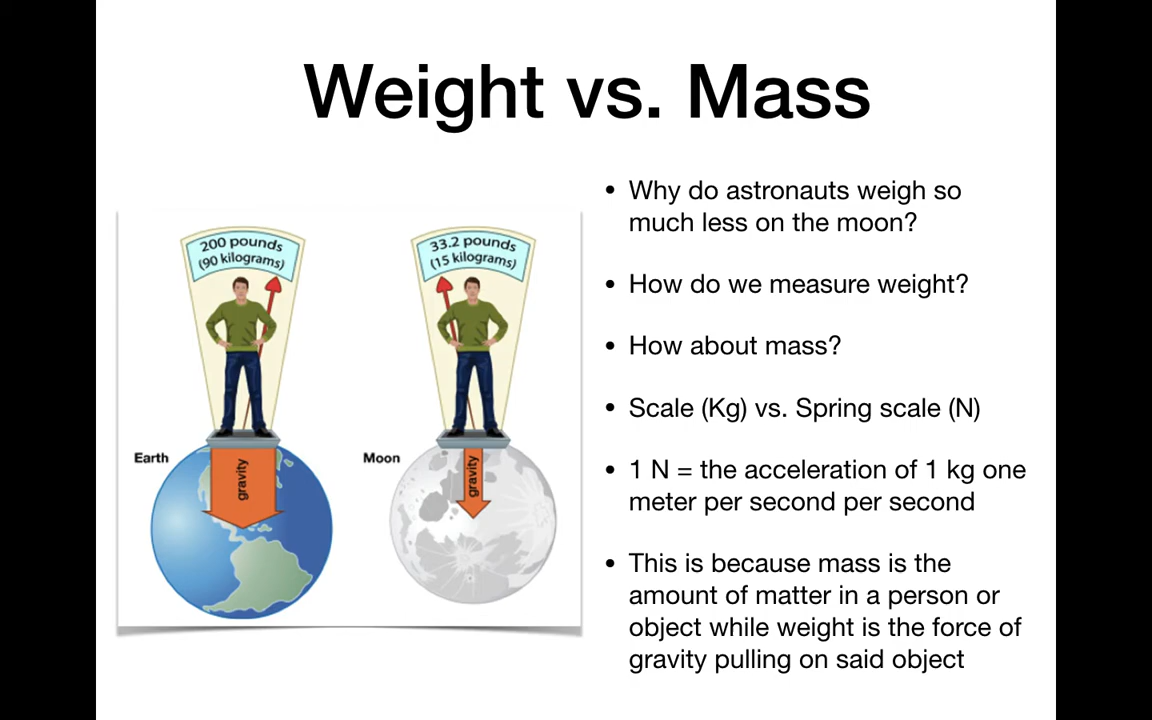 Weight vs. Mass
200 pounds
(90 kilograms)
33.2 pounds
(15 kilograms)
Earth
gravity
Moon
gravity
• Why do astronauts weigh so
much less on the moon?
• How do we measure weight?
• How about mass?
• Scale (Kg) vs. Spring scale (N)
• 1 N = the acceleration of 1 kg one
meter per second per second
• This is because mass is the
amount of matter in a person or
object while weight is the force of
gravity pulling on said object